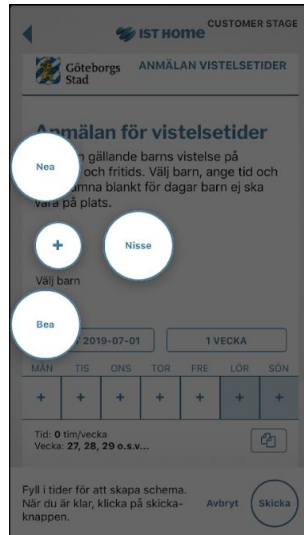 CUSTOMER STAGE
IST Home
Göteborgs
Stad
ANMÄLAN VISTELSETIDER
mälan för vistelsetider
gällande barns vistelse på
och fritids. Välj barn, ange tid och
mna blankt för dagar barn ej ska
vara på plats.
Nea
+
Nisse
Välj barn
Bea
2019-07-01
1 VECKA
MÅN TIS ONS TOR FRE LÖR SÖN
+ + + + + + +
Tid: 0 tim/vecka
Vecka: 27, 28, 29 o.s.v...
Fyll i tider för att skapa schema.
När du är klar, klicka på skicka-
knappen.
Avbryt
Skicka